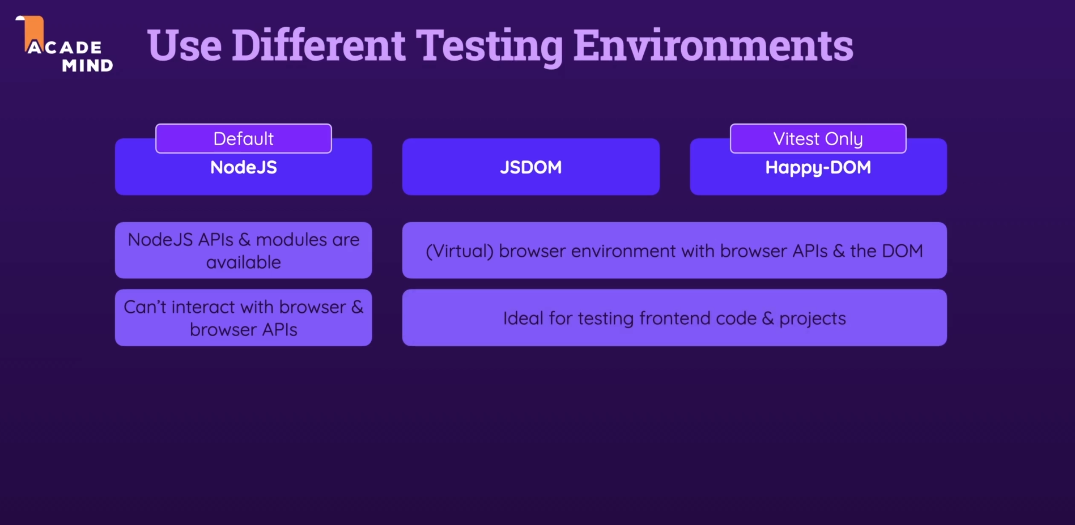 ACADE
MIND
Use Different Testing Environments
Default
NodeJS
JSDOM
Vitest Only
Happy-DOM
NodeJS APIs & modules are
available
(Virtual) browser environment with browser APIs & the DOM
Can't interact with browser &
browser APIs
Ideal for testing frontend code & projects